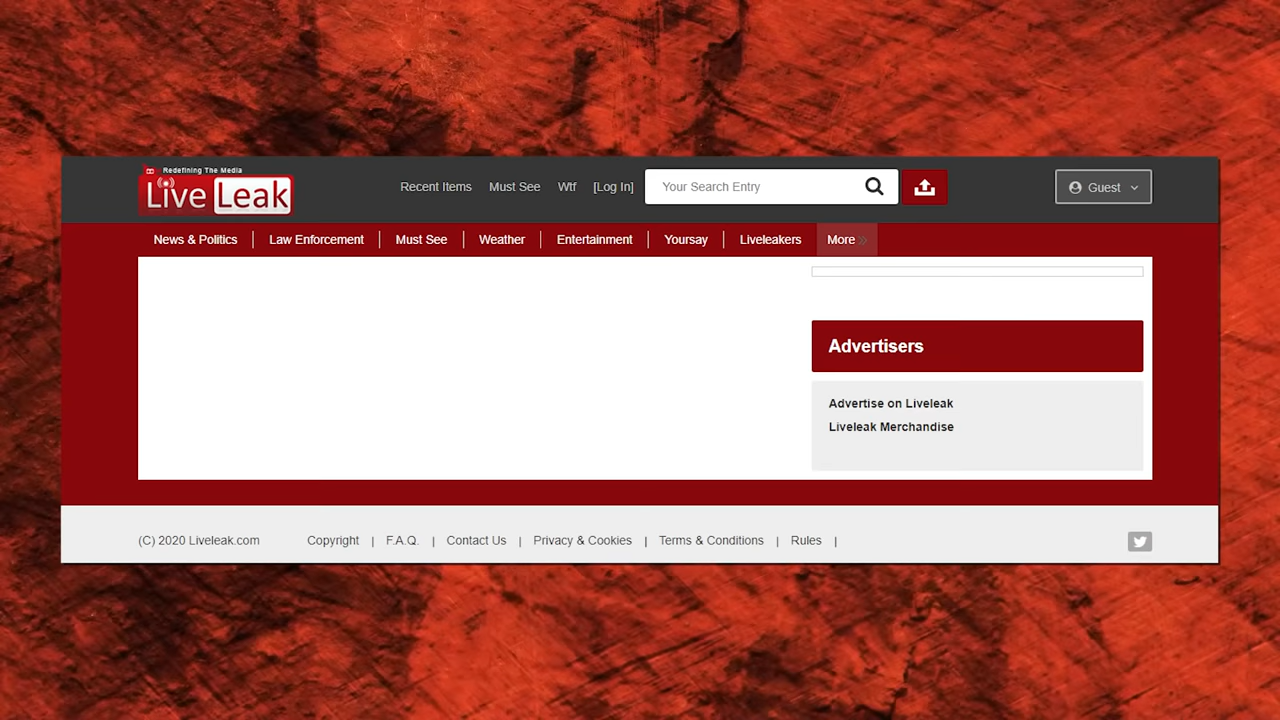 Redefining The Media
Live Leak
Recent Items Must See Wtf [Log In] Your Search Entry Guest
News & Politics | Law Enforcement | Must See | Weather | Entertainment | Yoursay | Liveleakers | More »
Advertisers
Advertise on Liveleak
Liveleak Merchandise
(C) 2020 Liveleak.com Copyright | F.A.Q. | Contact Us | Privacy & Cookies | Terms & Conditions | Rules |